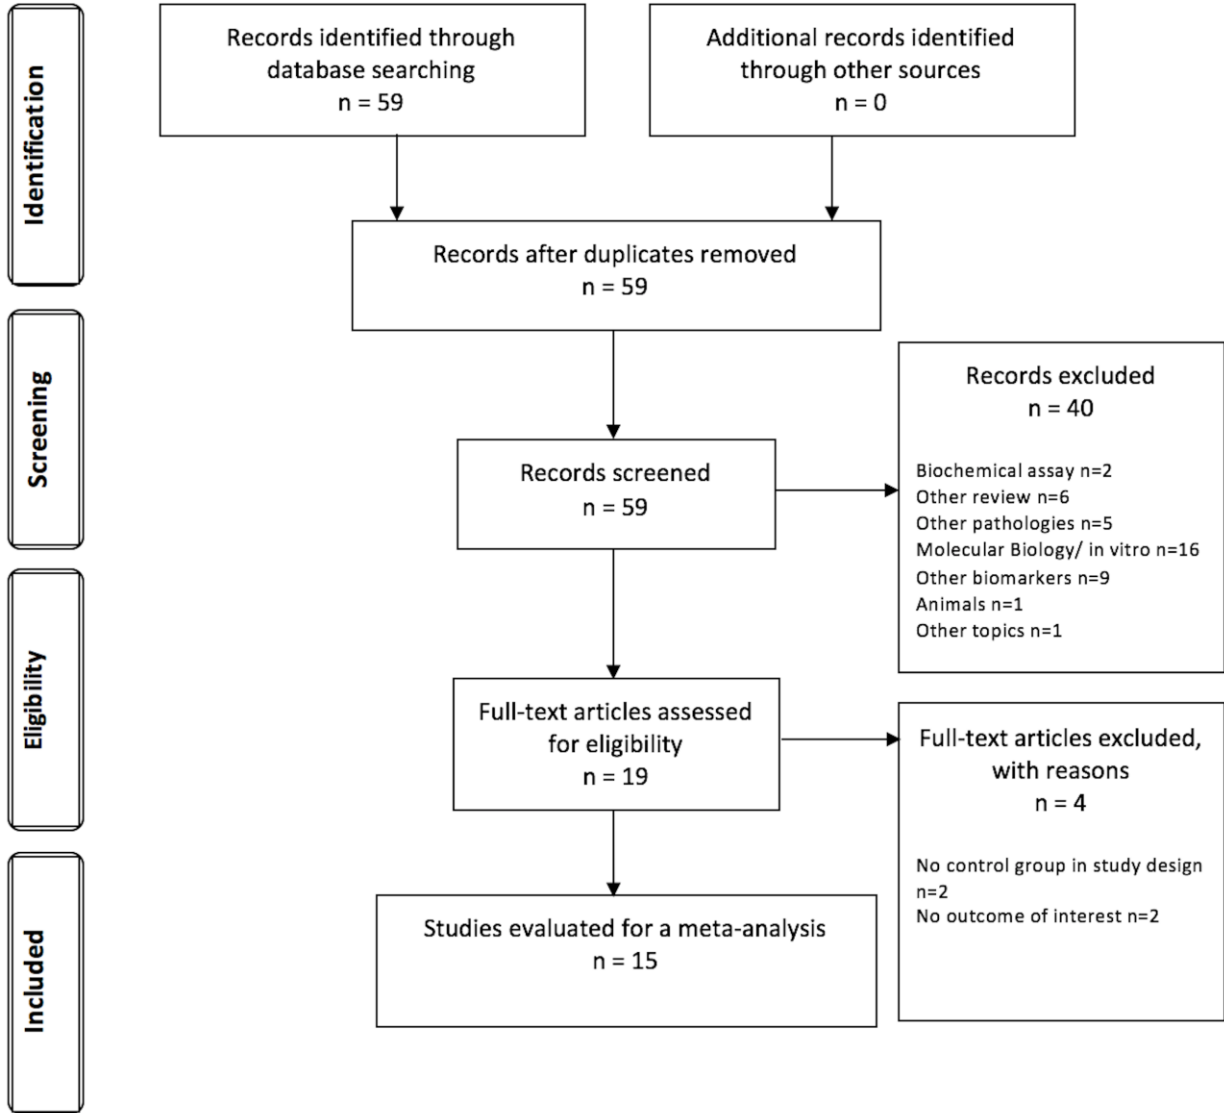 Identification
Records identified through
database searching
n = 59
Additional records identified
through other sources
n = 0
Records after duplicates removed
n = 59
Screening
Records screened
n = 59
Records excluded
n = 40
Biochemical assay n=2
Other review n=6
Other pathologies n=5
Molecular Biology/ in vitro n=16
Other biomarkers n=9
Animals n=1
Other topics n=1
Eligibility
Full-text articles assessed
for eligibility
n = 19
Full-text articles excluded,
with reasons
n = 4
No control group in study design
n=2
No outcome of interest n=2
Included
Studies evaluated for a meta-analysis
n = 15